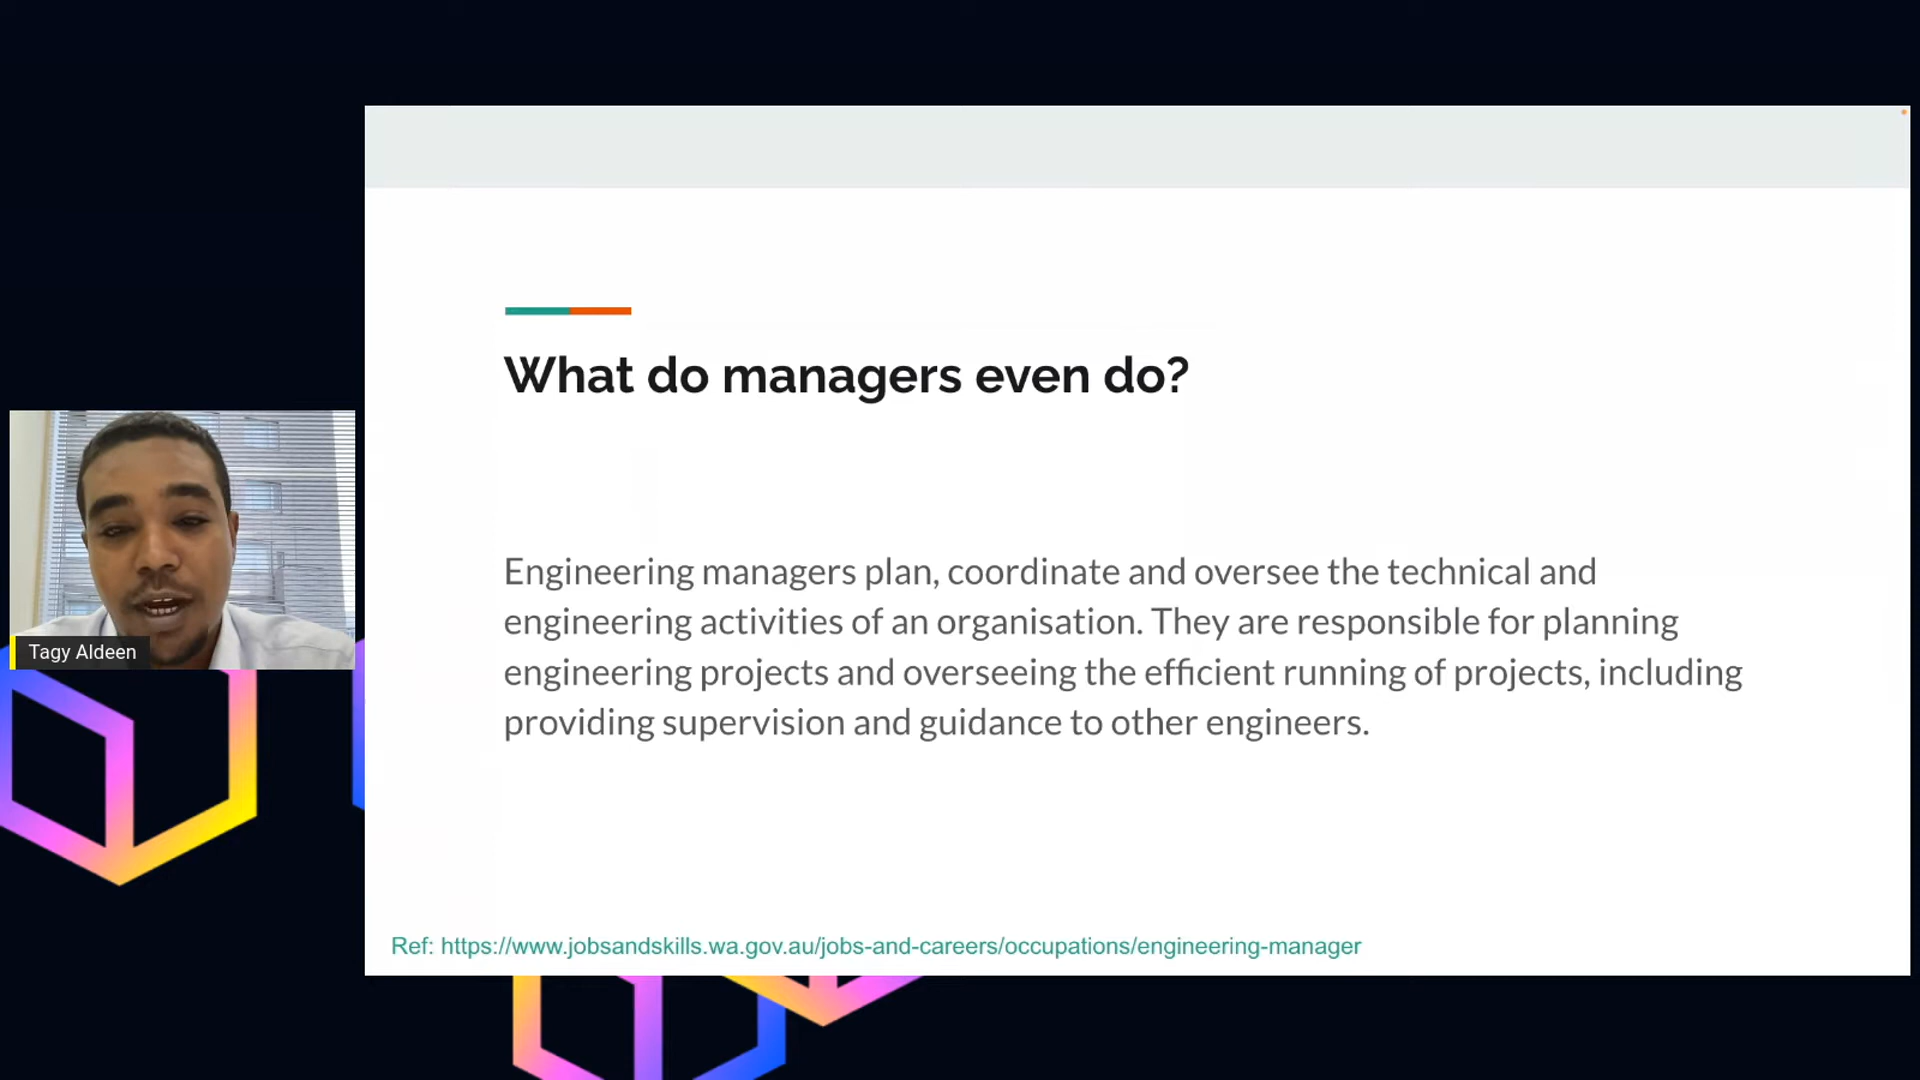 What do managers even do?
Engineering managers plan, coordinate and oversee the technical and
engineering activities of an organisation. They are responsible for planning
engineering projects and overseeing the efficient running of projects, including
providing supervision and guidance to other engineers.
Tagy Aldeen
Ref: https://www.jobsandskills.wa.gov.au/jobs-and-careers/occupations/engineering-manager